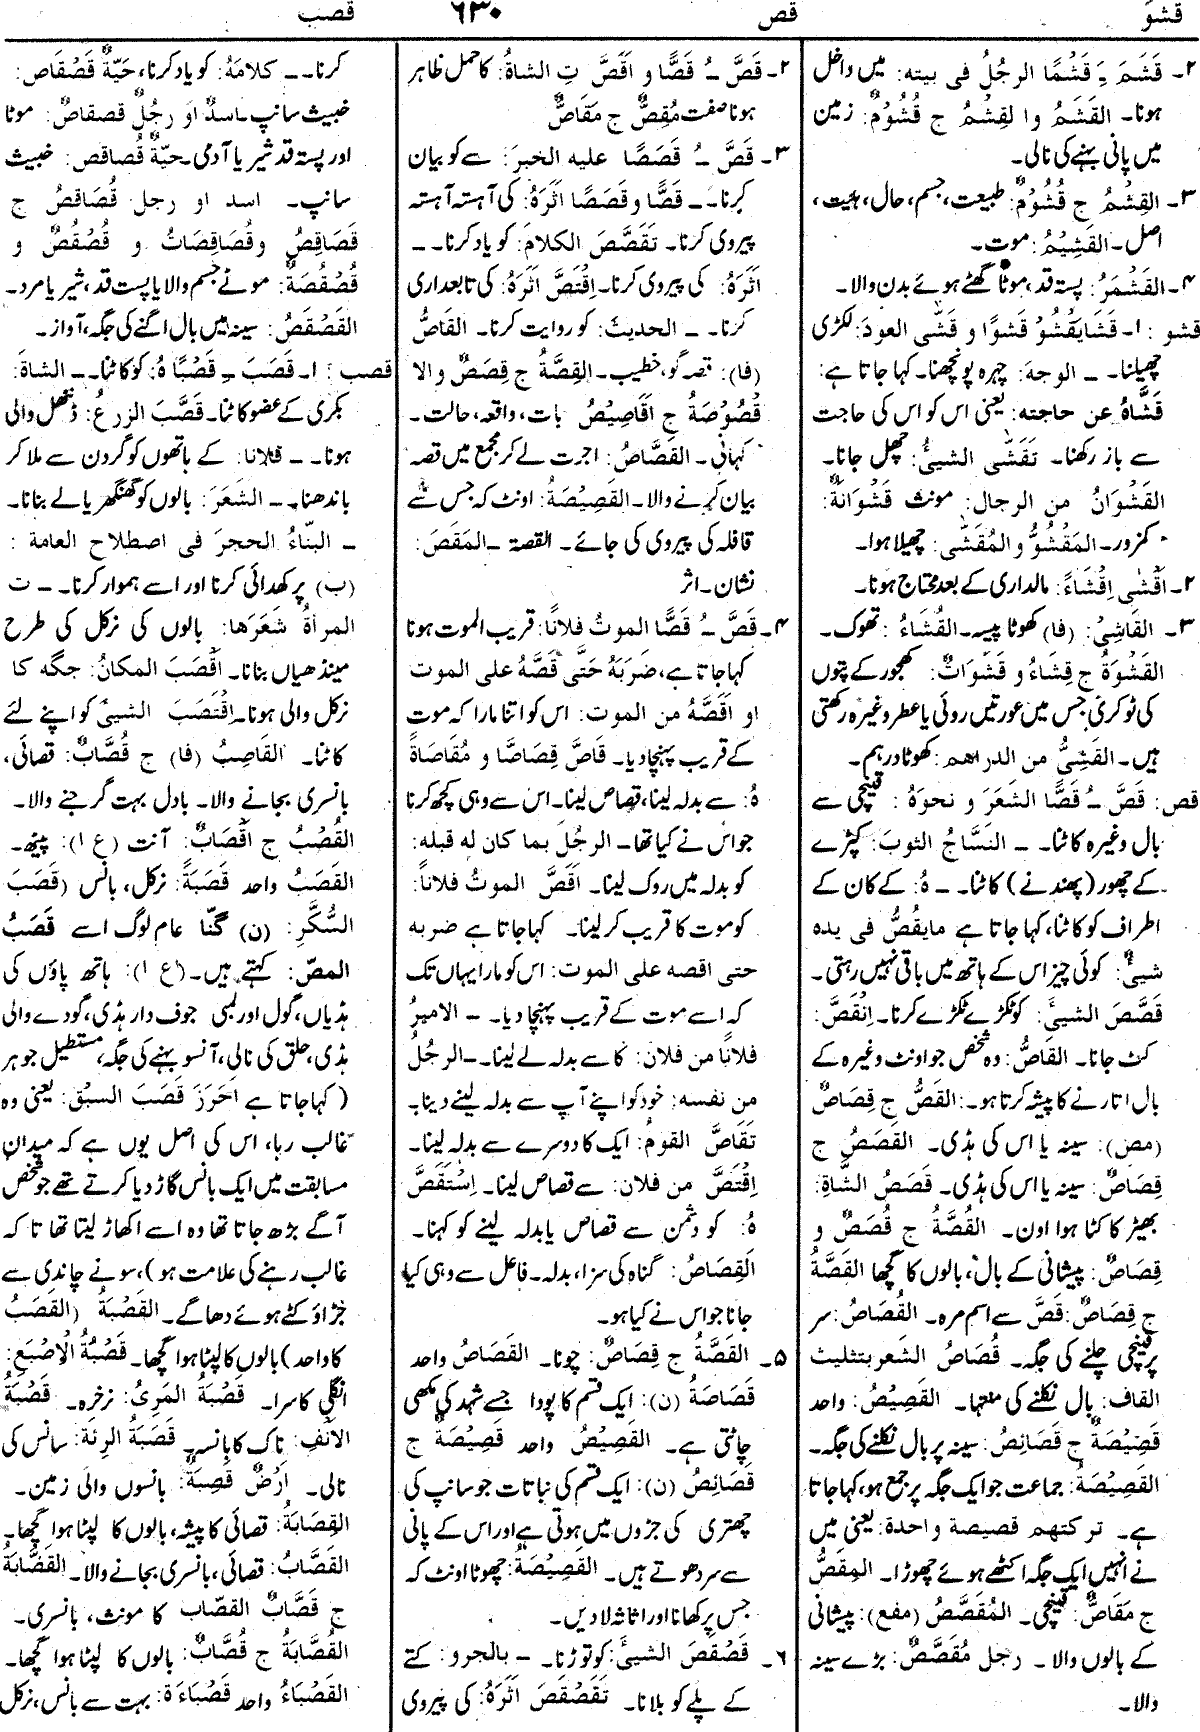 قشو
قص
٦٣٠
قصب
٢- قَشَمَ ـِ قَشْمًا الرجلُ فی بیته: میں داخل
ہونا۔ القَشَمُ وا لقِشْمُ ج قُشُوْمٌ: زمین
میں پانی بہنے کی نالی۔
٣- القِشْمُ ج قُشُوْمٌ: طبیعت، جسم، حال، ہیئت،
اصل۔ القَشِیْمُ: موت۔
٤- القَشْمَرُ: پستہ قد، موٹا گٹھے ہوئے بدن والا۔
قشو : ١- قَشَایَقْشُوْ قَشوًا و قَشّٰی العودَ: لکڑی
چھیلنا۔ ـ الوجهَ: چہرہ پونچھنا۔ کہا جاتا ہے:
قَشَّاهُ عن حاجته: یعنی اس کو اس کی حاجت
سے باز رکھنا۔ تَقَشّٰی الشیئُ: چھل جانا۔
القَشْوَانُ من الرجال: مونث قَشْوَانَةٌ:
کمزور۔ المَقْشُوُّ و المُقَشّٰی: چھیلا ہوا۔
٢- اَقْشٰی اِقْشَاءً: مالداری کے بعد محتاج ہونا۔
٣- القَاشِیْ: (فا) کھوٹا پیسہ۔ القُشَاءُ : تھوک۔
القَشْوَةُ ج قِشَاءٌ و قَشَوَاتٌ: کھجور کے پتوں
کی ٹوکری جس میں عورتیں روئی یا عطر وغیرہ رکھتی
ہیں۔ القَشِیُّ من الدراهم: کھوٹا درہم۔
قص: قَصَّ ـُ قَصًّا الشعَرَ و نحوَهُ : قینچی سے
بال وغیرہ کاٹنا۔ ـ النَسَّاجُ الثوبَ: کپڑے
کے چھور (پھندنے) کاٹنا۔ ـ هُ: کے کان کے
اطراف کو کاٹنا، کہا جاتا ہے مایقُصُّ فی یده
شیئٌ: کوئی چیز اس کے ہاتھ میں باقی نہیں رہتی۔
قَصَّصَ الشیئَ: کو ٹکڑے ٹکڑے کرنا۔ اِنْقَصَّ:
کٹ جانا۔ القَاصُّ: وہ شخص جو اونٹ وغیرہ کے
بال اتارنے کا پیشہ کرتا ہو۔: القَصُّ ج قِصَاصٌ
(مص): سینہ یا اس کی ہڈی۔ القَصَصُ ج
قِصَاصٌ: سینہ یا اس کی ہڈی۔ قَصَصُ الشَّاةِ:
بھیڑ کا کٹا ہوا اون۔ القُصَّةُ ج قُصَصٌ و
قِصَاصٌ: پیشانی کے بال، بالوں کا گچھا القَصَّةُ
ج قِصَاصٌ: قَصَّ سے اسم مرہ۔ القُصَاصُ: سر
پر قینچی چلنے کی جگہ۔ قُصَاصُ الشعر بتثلیث
القاف: بال نکلنے کی منتہا۔ القَصِیْصُ: واحد
قَصِیْصَةٌ ج قَصَائِصُ: سینہ پر بال نکلنے کی جگہ۔
القَصِیْصَةُ: جماعت جو ایک جگہ پر جمع ہو، کہا جاتا
ہے۔ ترکتهم قصیصة واحدة: یعنی میں
نے انہیں ایک جگہ اکٹھے ہوئے چھوڑا۔ المِقَصُّ
ج مَقَاصٌّ: قینچی۔ المُقَصَّصُ (مفع): پیشانی
کے بالوں والا۔ رجل مُقَصَّصٌ: بڑے سینہ
والا۔
٢- قَصَّ ـُ قَصًّا و اَقَصَّ تِ الشاةُ: کا حمل ظاہر
ہونا صفت مُقِصٌّ ج مَقَاصٌّ
٣- قَصَّ ـُ قَصَصًا علیه الخبرَ: سے کو بیان
کرنا۔ ـ قَصًّا و قَصَصًا اَثَرَهُ: کی آہستہ آہستہ
پیروی کرنا۔ تَقَصَّصَ الکلامَ: کو یاد کرنا۔ ـ
اَثَرَهُ: کی پیروی کرنا۔ اِقْتَصَّ اَثَرَهُ: کی تابعداری
کرنا۔ ـ الحدیثَ: کو روایت کرنا۔ القَاصُّ
(فا): قصہ گو، خطیب۔ القِصَّةُ ج قِصَصٌ والا
قْصُوْصَةُ ج اَقَاصِیْصُ بات، واقعہ، حالت۔
کہانی۔ القَصَّاصُ: اجرت لے کر مجمع میں قصہ
بیان کرنے والا۔ القَصِیْصَةُ: اونٹ کہ جس سے
قافلہ کی پیروی کی جائے۔ القصة ـ المَقَصّ:
نشان۔ اثر
٤- قَصَّ ـُ قَصًّا الموتُ فلانًا: قریب الموت ہونا
کہا جاتا ہے، ضَرَبَهُ حَتّٰی قَصَّهُ علی الموت
او اَقَصَّهُ من الموت: اس کو اتنا مارا کہ موت
کے قریب پہنچا دیا۔ قَاصَّ قِصَاصًا و مُقَاصَاةً
هُ: سے بدلہ لینا، قصاص لینا۔ اس سے وہی کچھ کرنا
جو اس نے کیا تھا۔ الرجلَ بما کان له قبله:
کو بدلہ میں روک لینا۔ اَقَصَّ الموتُ فلانًا:
کو موت کا قریب کر لینا۔ کہا جاتا ہے ضربه
حتی اقصه علی الموت: اس کو مارا یہاں تک
کہ اسے موت کے قریب پہنچا دیا۔ ـ الامیرُ
فلانًا من فلان: کا سے بدلہ لے لینا۔ ـ الرجلُ
من نفسه: خود کو اپنے آپ سے بدلہ لینے دینا۔
تَقَاصَّ القومُ: ایک کا دوسرے سے بدلہ لینا۔
اِقْتَصَّ من فلان: سے قصاص لینا۔ اِسْتَقَصَّ
هُ: کو دشمن سے قصاص یا بدلہ لینے کو کہنا۔
القِصَاصُ: گناہ کی سزا، بدلہ۔ فاعل سے وہی کیا
جانا جو اس نے کیا ہو۔
٥- القَصَّةُ ج قِصَاصٌ: چونا۔ القَصَاصُ واحد
قَصَاصَةُ (ن): ایک قسم کا پودا جسے شہد کی مکھی
چاٹتی ہے۔ القَصِیْصُ واحد قَصِیْصَةٌ ج
قَصَائِصُ (ن): ایک قسم کی نباتات جو سانپ کی
چھتری کی جڑوں میں ہوتی ہے اور اس کے پانی
سے سر دھوتے ہیں۔ القَصِیْصَةُ: چھوٹا اونٹ کہ
جس پر کھانا اور اثاثہ لادیں۔
٦- قَصْقَصَ الشیئَ: کو توڑنا۔ ـ بالجرو: کتے
کے پلے کو بلانا۔ تَقَصْقَصَ اَثَرَهُ: کی پیروی
کرنا۔ ـ کلامَهُ: کو یاد کرنا، حَیَّةٌ قَصْقَاص:
خبیث سانپ۔ اسدٌ او رجُلٌ قصقاصٌ: موٹا
اور پستہ قد شیر یا آدمی۔ حیّةٌ قُصاقص: خبیث
سانپ۔ اسد او رجل قُصَاقصٌ ج
قَصَاقِصُ وقُصَاقِصَاتٌ و قُصْقُصٌ و
قُصْقُصَةٌ: موٹے جسم والا یا پست قد، شیر یا مرد۔
القَصْقَصُ: سینہ میں بال اگنے کی جگہ، آواز۔
قصب : ١- قَصَبَ ـِ قَصْبًا هُ: کو کاٹنا۔ ـ الشاةَ:
بکری کے عضو کاٹنا۔ قَصَّبَ الزرعُ: ڈنٹھل والی
ہونا۔ ـ فلانا: کے ہاتھوں کو گردن سے ملا کر
باندھنا۔ ـ الشعَرَ: بالوں کو گھنگھریالے بنانا۔
ـ البنّاءُ الحجرَ فی اصطلاح العامة :
(ب) پر کھدائی کرنا اور اسے ہموار کرنا۔ ـ ت
المرأةُ شعَرَها: بالوں کی نرکل کی طرح
مینڈھیاں بنانا۔ اَقْصَبَ المکانُ: جگہ کا
نرکل والی ہونا۔ اِقْتَصَبَ الشیئَ کو اپنے لئے
کاٹنا۔ القَاصِبُ (فا) ج قُصَّابٌ: قصائی،
بانسری بجانے والا۔ بادل بہت گرجنے والا۔
القُصْبُ ج اَقْصَابٌ: آنت (ع ا): پیٹھ۔
القَصَبُ واحد قَصَبَةٌ: نرکل، بانس (قَصَبَ
السُّکَّرِ: (ن) گنّا عام لوگ اسے قَصَبُ
المصّ: کہتے ہیں۔ (ع ا): ہاتھ پاؤں کی
ہڈیاں، گول اور لمبی جوف دار ہڈی، گودے والی
ہڈی، حلق کی نالی، آنسو بہنے کی جگہ، مستطیل جوہر
( کہا جاتا ہے اَحرَزَ قَصَبَ السبْق: یعنی وہ
غالب رہا، اس کی اصل یوں ہے کہ میدان
مسابقت میں ایک بانس گاڑ دیا کرتے تھے جو شخص
آگے بڑھ جاتا تھا وہ اسے اکھاڑ لیتا تھا تا کہ
غالب رہنے کی علامت ہو)، سونے چاندی سے
جڑاؤ کئے ہوئے دھاگے۔ القَصَبَةُ (القَصَبُ
کا واحد) بالوں کا لپٹا ہوا گچھا۔ قَصَبَةُ الْاِصْبَعِ:
انگلی کا سرا۔ قَصَبَةُ المَرِیُ: نرخرہ۔ قَصَبَةُ
الاَنْفِ: ناک کا بانسہ۔ قَصَبَةُ الرِئَة: سانس کی
نالی۔ اَرْضٌ قَصِبَةٌ: بانسوں والی زمین۔
القِصَابَةُ: قصائی کا پیشہ، بالوں کا لپٹا ہوا گچھا۔
القَصَّابُ: قصائی، بانسری بجانے والا۔ القَصَّابَةُ
ج قَصَّابٌ القصّاب کا مونث، بانسری۔
القُصَّابَةُ ج قُصَّابٌ: بالوں کا لپٹا ہوا گچھا۔
القَصْبَاءُ واحد قَصْبَاءَة: بہت سے بانس، نرکل